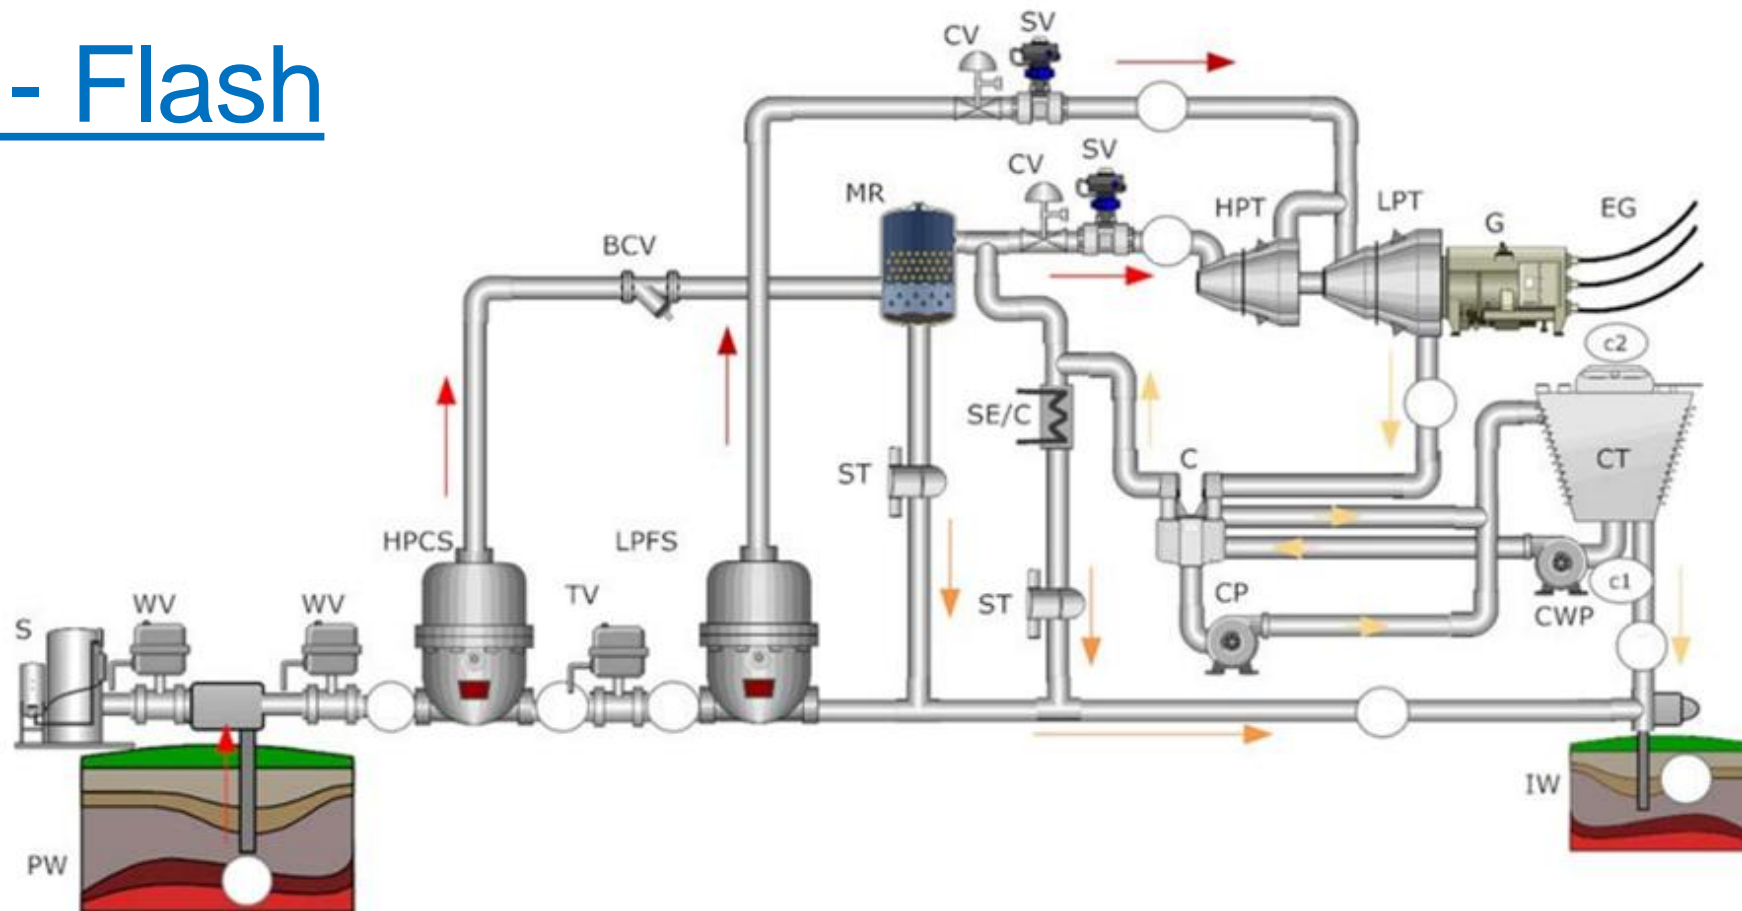 - Flash
CV
SV
CV
SV
MR
HPT
LPT
G
EG
BCV
c2
SE/C
CT
ST
C
HPCS
LPFS
TV
ST
CP
c1
CWP
S
WV
WV
IW
PW